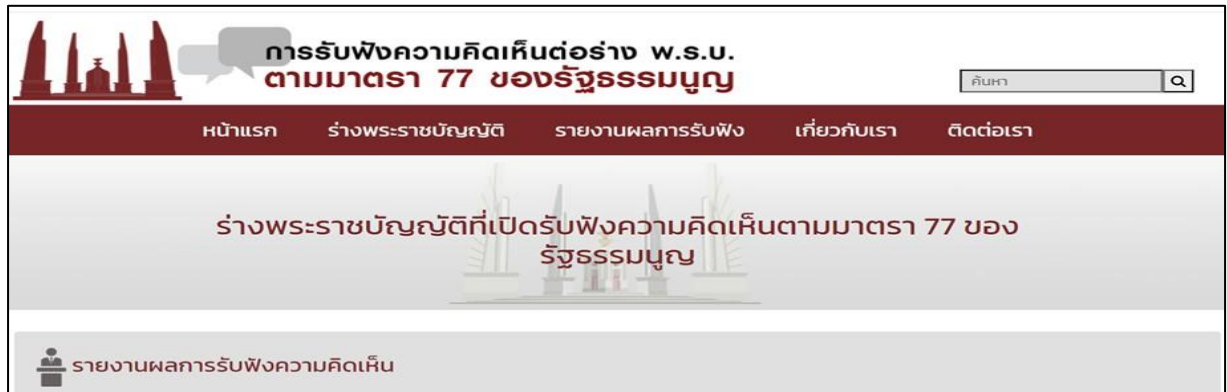 การรับฟังความคิดเห็นต่อร่าง พ.ร.บ.
ตามมาตรา 77 ของรัฐธรรมนูญ
ค้นหา
หน้าแรก ร่างพระราชบัญญัติ รายงานผลการรับฟัง เกี่ยวกับเรา ติดต่อเรา
ร่างพระราชบัญญัติที่เปิดรับฟังความคิดเห็นตามมาตรา 77 ของ
รัฐธรรมนูญ
รายงานผลการรับฟังความคิดเห็น